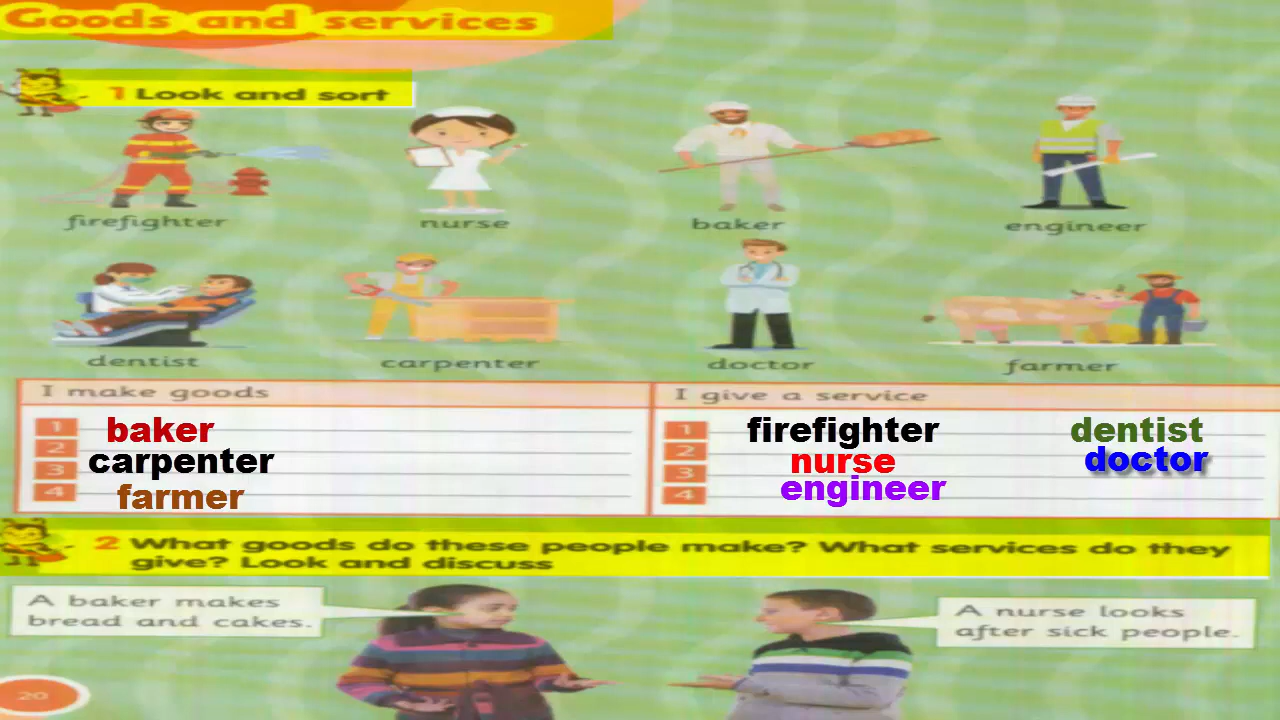 Goods and services
1 Look and sort
firefighter
nurse
baker
engineer
dentist
carpenter
doctor
farmer
I make goods
1 baker
2 carpenter
3
4 farmer
I give a service
1 firefighter dentist
2 nurse doctor
3
4 engineer
2 What goods do these people make? What services do they
give? Look and discuss
A baker makes
bread and cakes.
A nurse looks
after sick people.
20